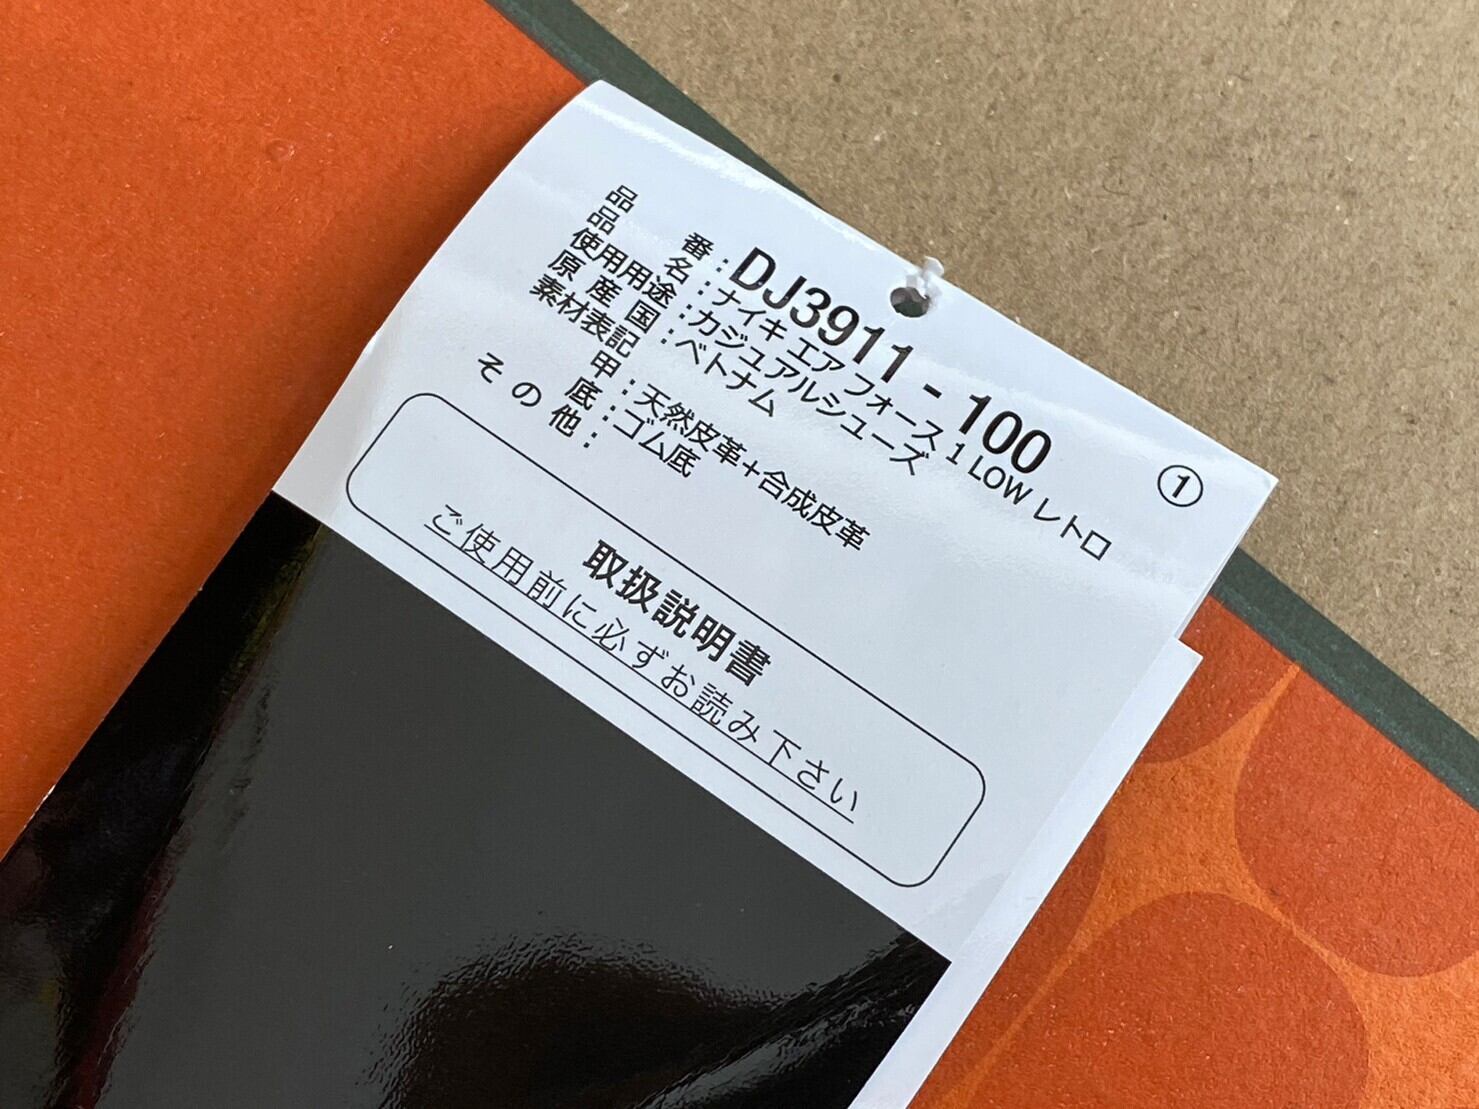 品番：DJ3911 - 100
品名：ナイキ エア フォース 1 LOW レトロ
使用用途：カジュアルシューズ
原産国：ベトナム
素材表記
甲：天然皮革+合成皮革
底：ゴム底
その他：
①
取扱説明書
ご使用前に必ずお読み下さい